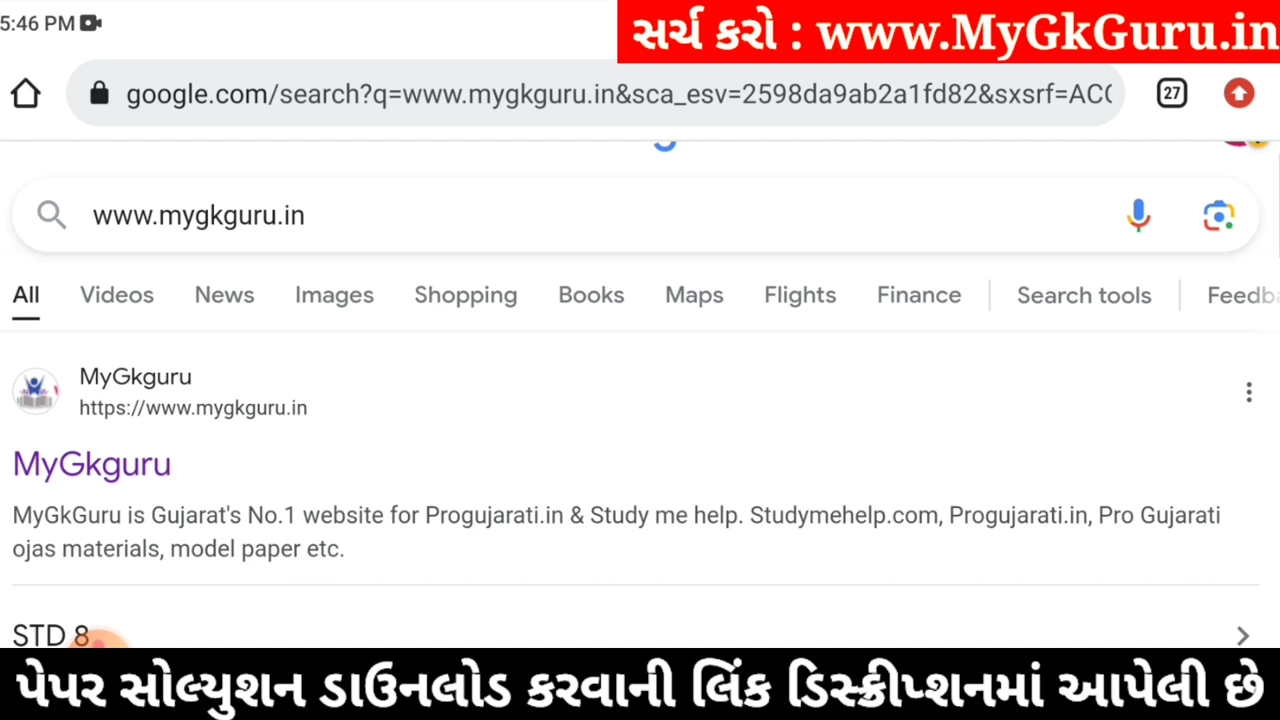 5:46 PM
સર્ચ કરો : www.MyGkGuru.in
google.com/search?q=www.mygkguru.in&sca_esv=2598da9ab2a1fd82&sxsrf=AC
27
www.mygkguru.in
All Videos News Images Shopping Books Maps Flights Finance Search tools Feedba
MyGkguru
https://www.mygkguru.in
MyGkguru
MyGkGuru is Gujarat's No.1 website for Progujarati.in & Study me help. Studymehelp.com, Progujarati.in, Pro Gujarati
ojas materials, model paper etc.
STD 8
પેપર સોલ્યુશન ડાઉનલોડ કરવાની લિંક ડિસ્ક્રીપ્શનમાં આપેલી છે